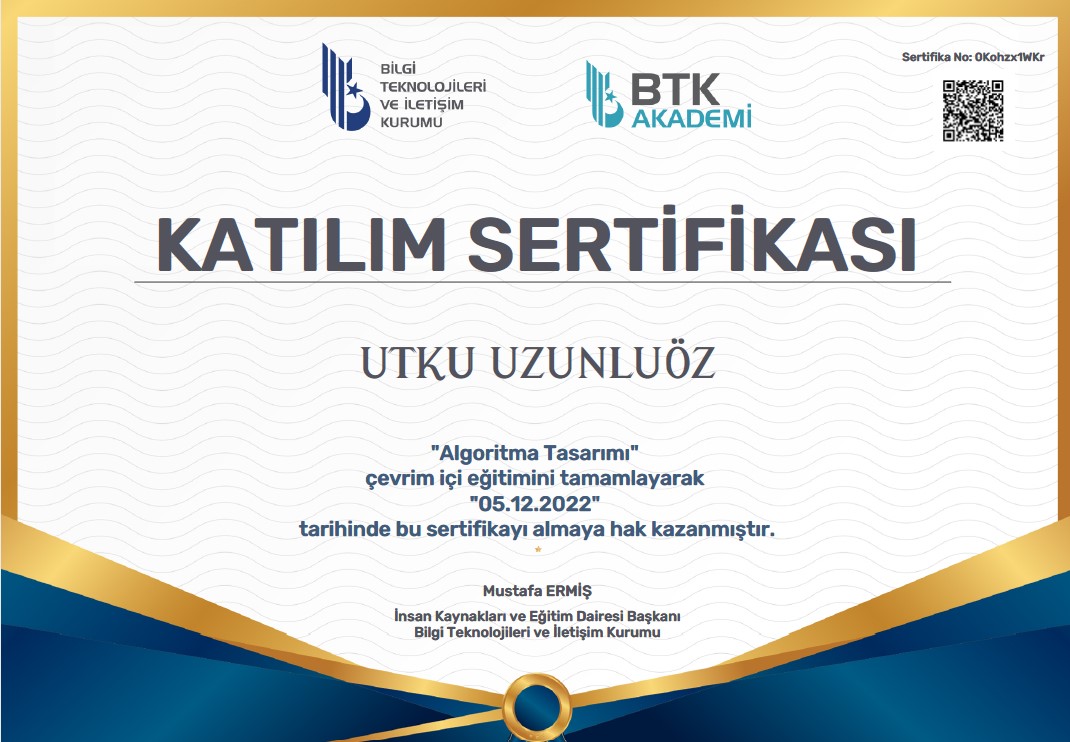 BİLGİ
TEKNOLOJİLERİ
VE İLETİŞİM
KURUMU
BTK
AKADEMİ
Sertifika No: 0Kohzx1WKr
KATILIM SERTİFİKASI
UTKU UZUNLUÖZ
"Algoritma Tasarımı"
çevrim içi eğitimini tamamlayarak
"05.12.2022"
tarihinde bu sertifikayı almaya hak kazanmıştır.
Mustafa ERMİŞ
İnsan Kaynakları ve Eğitim Dairesi Başkanı
Bilgi Teknolojileri ve İletişim Kurumu